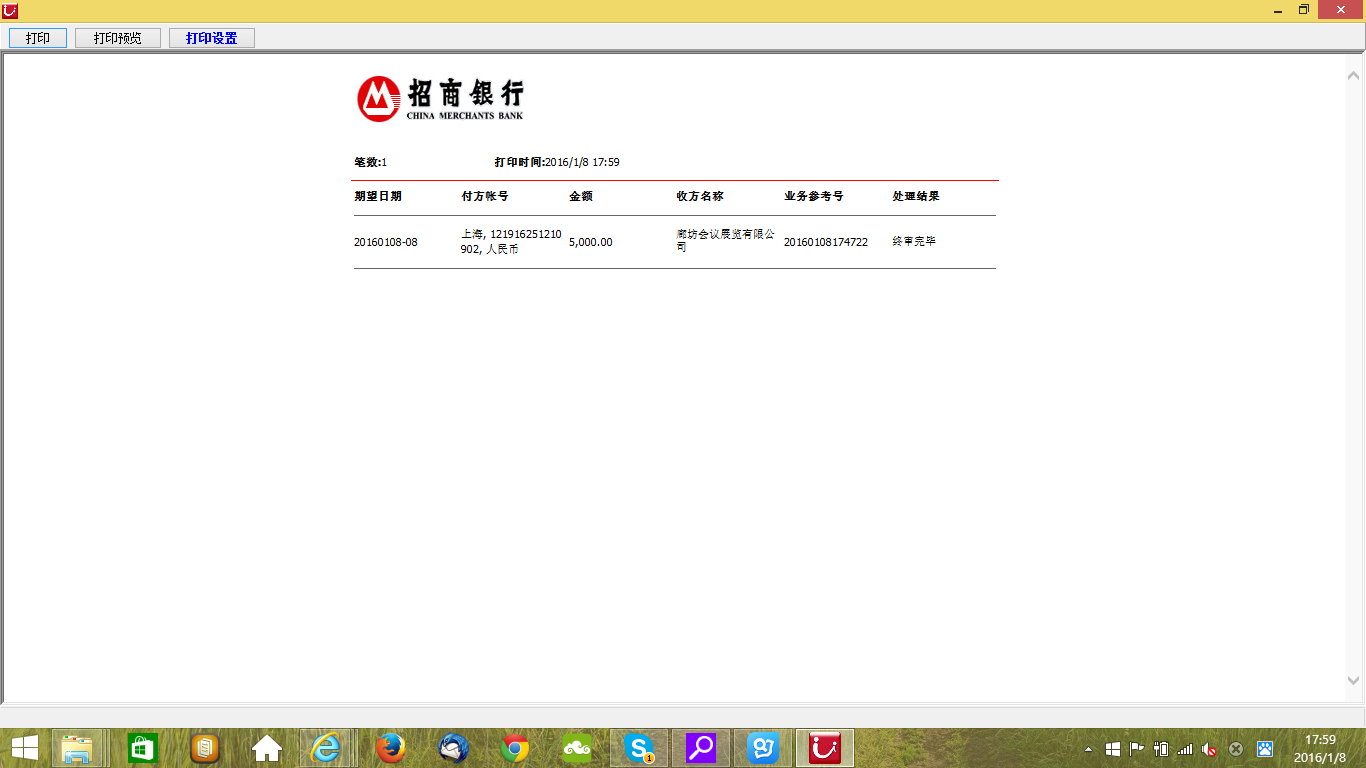 打印 打印预览 打印设置
招商银行
CHINA MERCHANTS BANK
笔数:1 打印时间:2016/1/8 17:59
期望日期 付方帐号 金额 收方名称 业务参考号 处理结果
20160108-08 上海, 121916251210 5,000.00 廊坊会议展览有限公 20160108174722 终审完毕
902, 人民币 司
1
17:59
2016/1/8